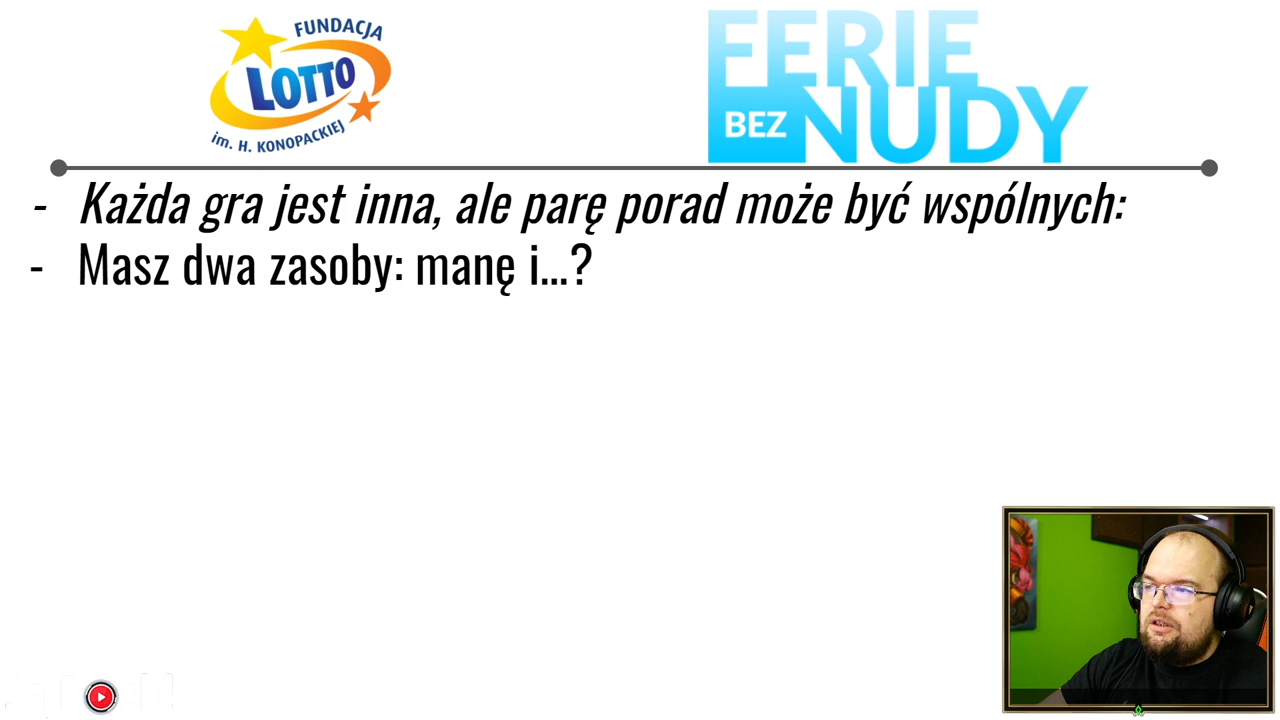 FUNDACJA
LOTTO
im. H. KONOPACKIEJ
FERIE
BEZ NUDY
- Każda gra jest inna, ale parę porad może być wspólnych:
- Masz dwa zasoby: manę i...?